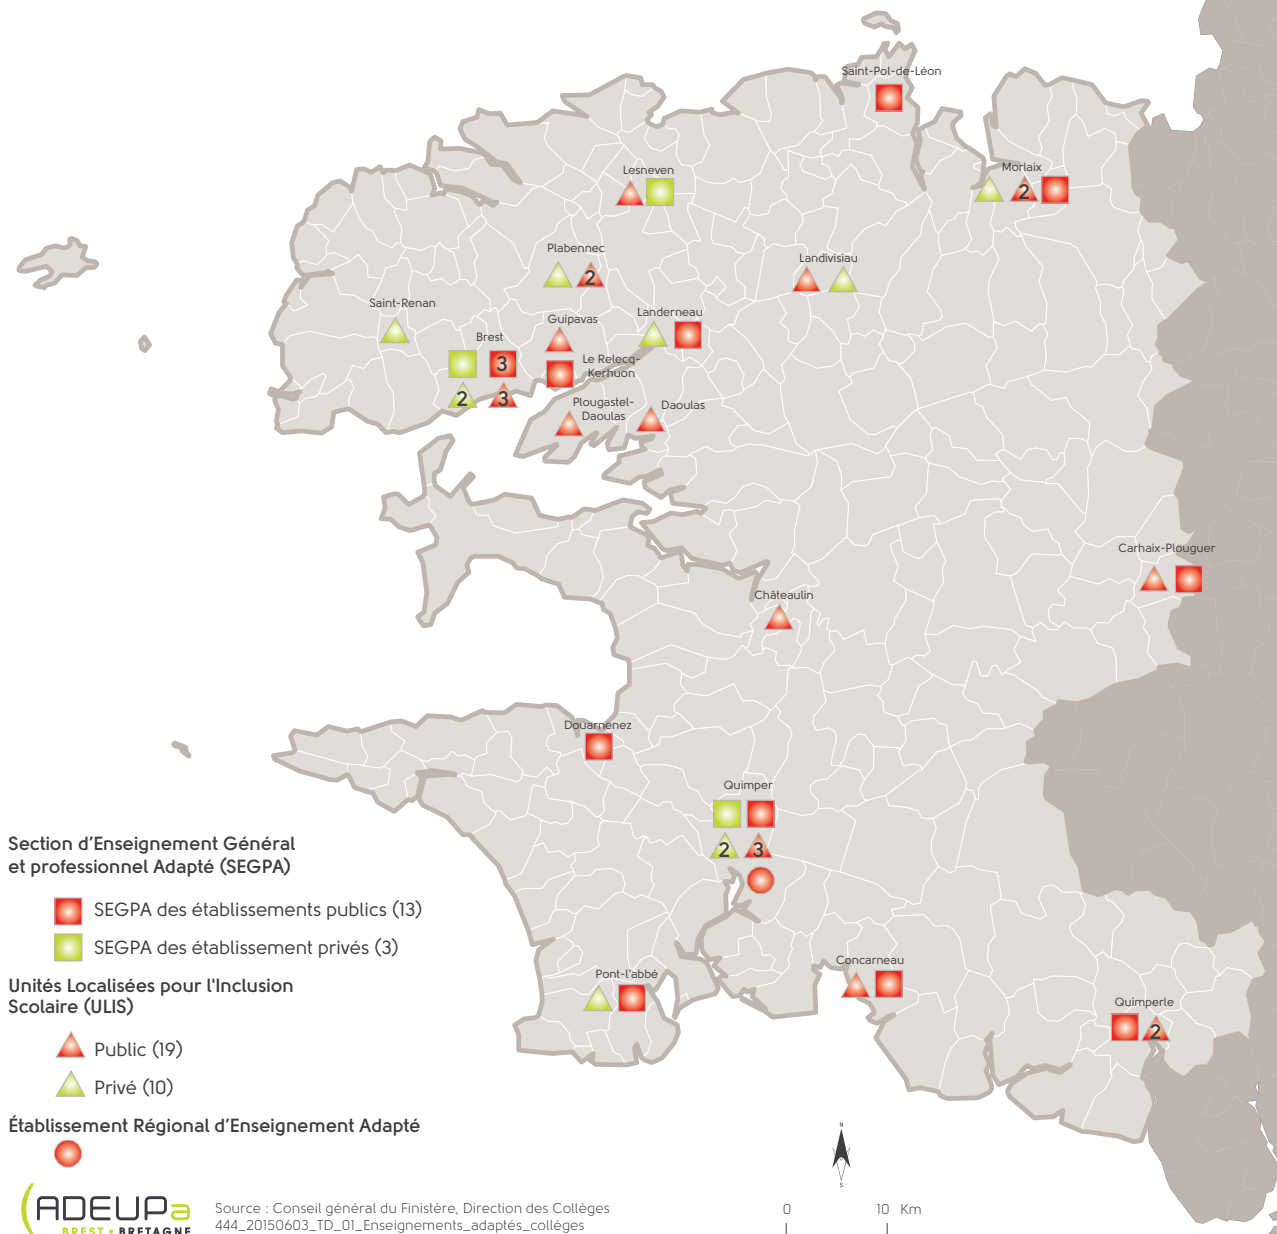 Saint-Pol-de-Léon
Morlaix
2
Lesneven
Plabennec
2
Landivisiau
Saint-Renan
Guipavas
Landerneau
Brest
3
2
3
Le Relecq-
Kerhuon
Plougastel-
Daoulas
Daoulas
Carhaix-Plouguer
Châteaulin
Douarnenez
Quimper
2
3
Pont-l'abbé
Concarneau
Quimperle
2
Section d'Enseignement Général
et professionnel Adapté (SEGPA)
SEGPA des établissements publics (13)
SEGPA des établissement privés (3)
Unités Localisées pour l'Inclusion
Scolaire (ULIS)
Public (19)
Privé (10)
Établissement Régional d'Enseignement Adapté
ADEUPa
BREST • BRETAGNE
Source : Conseil général du Finistère, Direction des Collèges
444_20150603_TD_01_Enseignements_adaptés_collèges
N
S
0 10 Km